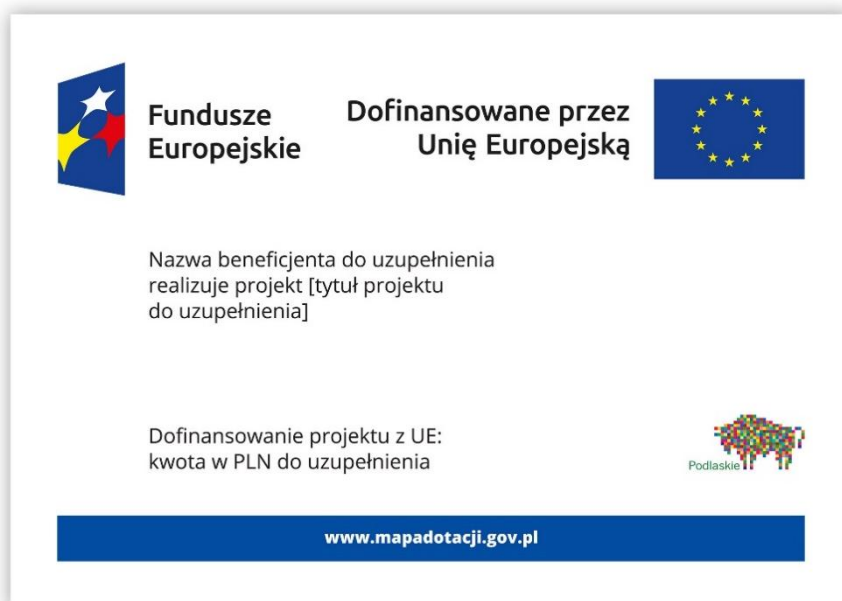 Fundusze
Europejskie
Dofinansowane przez
Unię Europejską
Nazwa beneficjenta do uzupełnienia
realizuje projekt [tytuł projektu
do uzupełnienia]
Dofinansowanie projektu z UE:
kwota w PLN do uzupełnienia
Podlaskie
www.mapadotacji.gov.pl